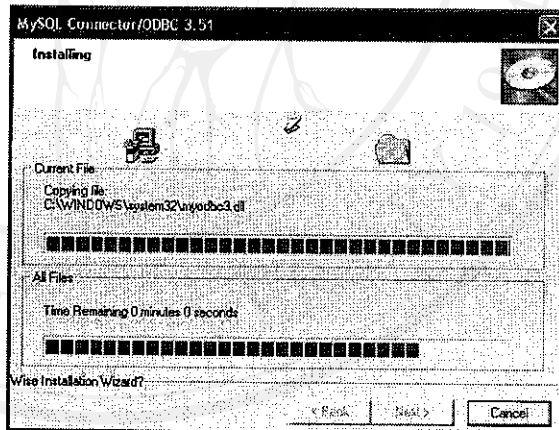 MySQL Connector/ODBC 3.51
Installing
Current File
Copying file:
C:\WINDOWS\system32\myodbc3.dll
All Files
Time Remaining 0 minutes 0 seconds
Wise Installation Wizard?
< Back
Next >
Cancel